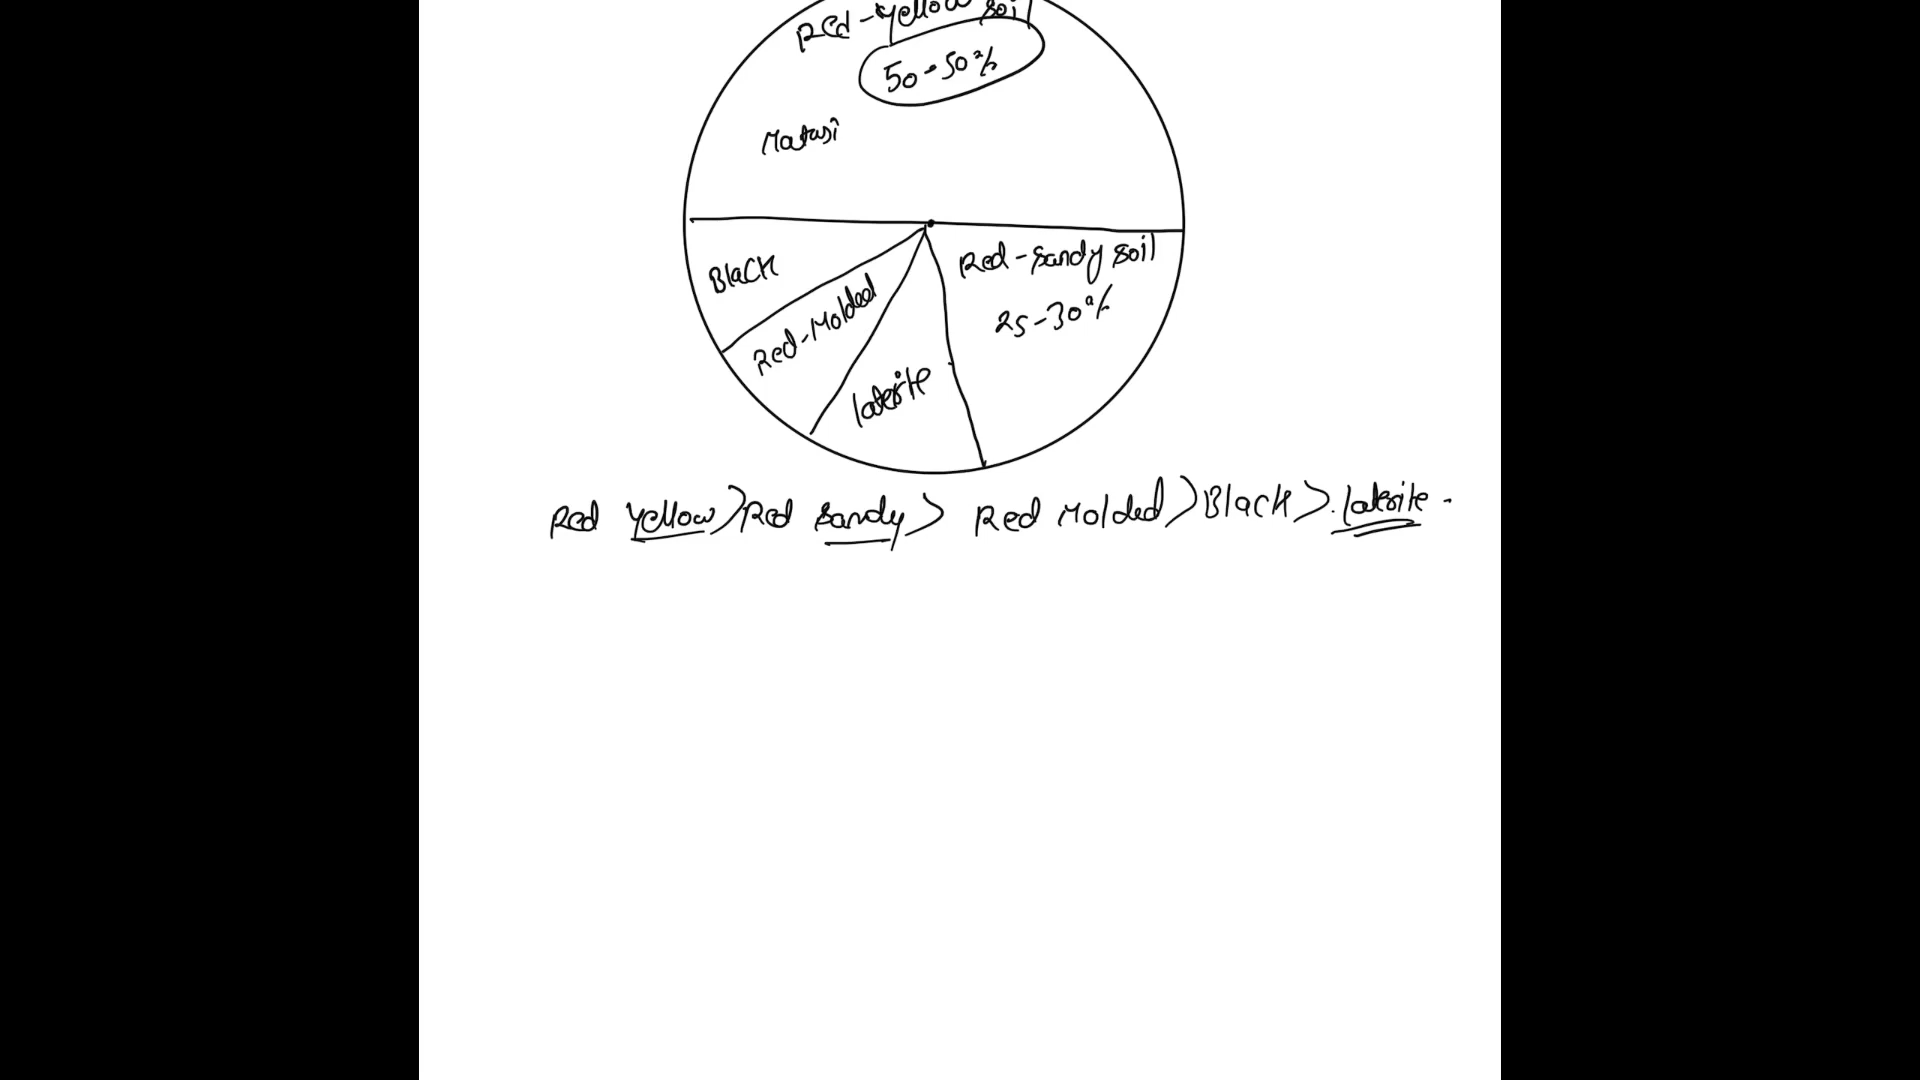 Red-Yellow soil
50-50%
Matasi
Black
Red-Molded
laterite
Red-Sandy soil
25-30%
Red Yellow > Red Sandy > Red Molded > Black > laterite